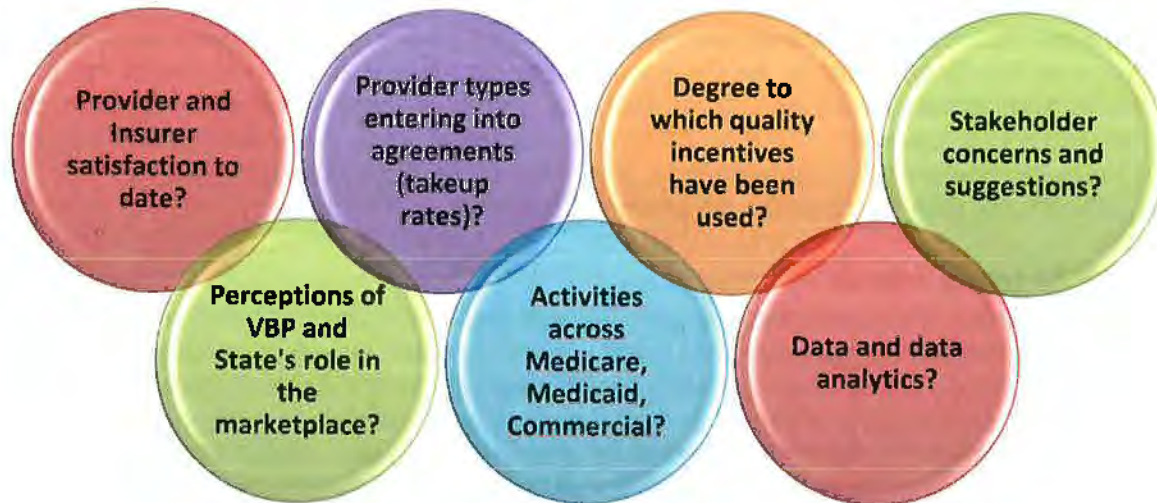 Provider and
Insurer
satisfaction to
date?
Perceptions of
VBP and
State's role in
the
marketplace?
Provider types
entering into
agreements
(takeup
rates)?
Activities
across
Medicare,
Medicaid,
Commercial?
Degree to
which quality
incentives
have been
used?
Data and data
analytics?
Stakeholder
concerns and
suggestions?